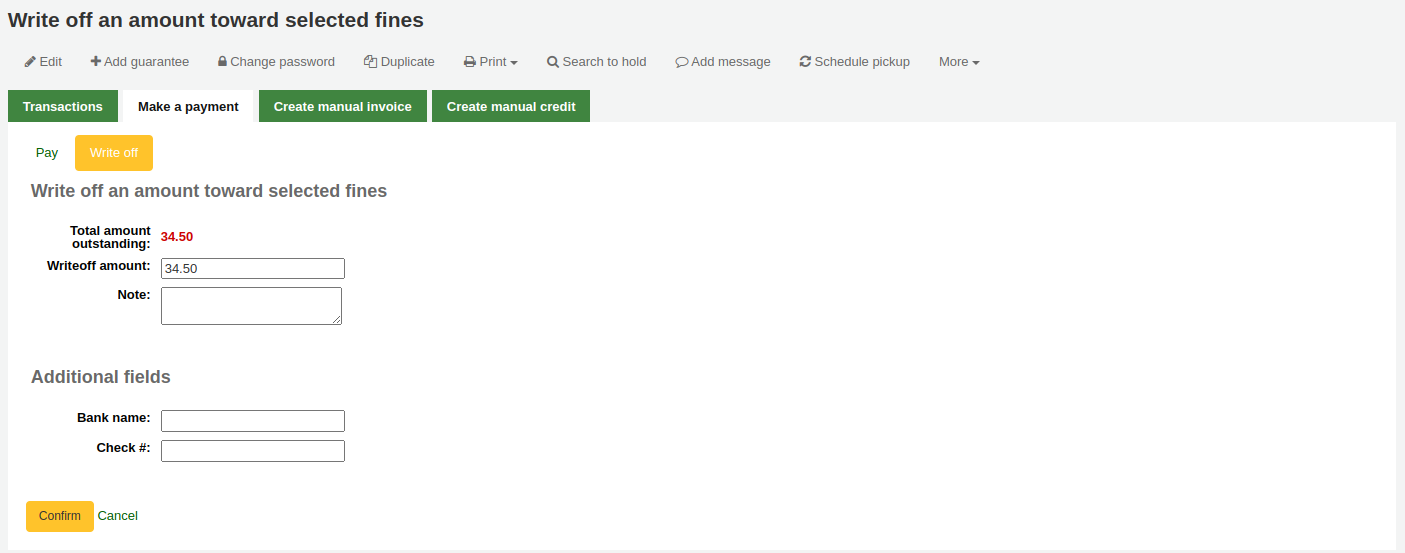 Write off an amount toward selected fines
Edit Add guarantee Change password Duplicate Print Search to hold Add message Schedule pickup More
Transactions Make a payment Create manual invoice Create manual credit
Pay Write off
Write off an amount toward selected fines
Total amount
outstanding: 34.50
Writeoff amount: 34.50
Note:
Additional fields
Bank name:
Check #:
Confirm Cancel